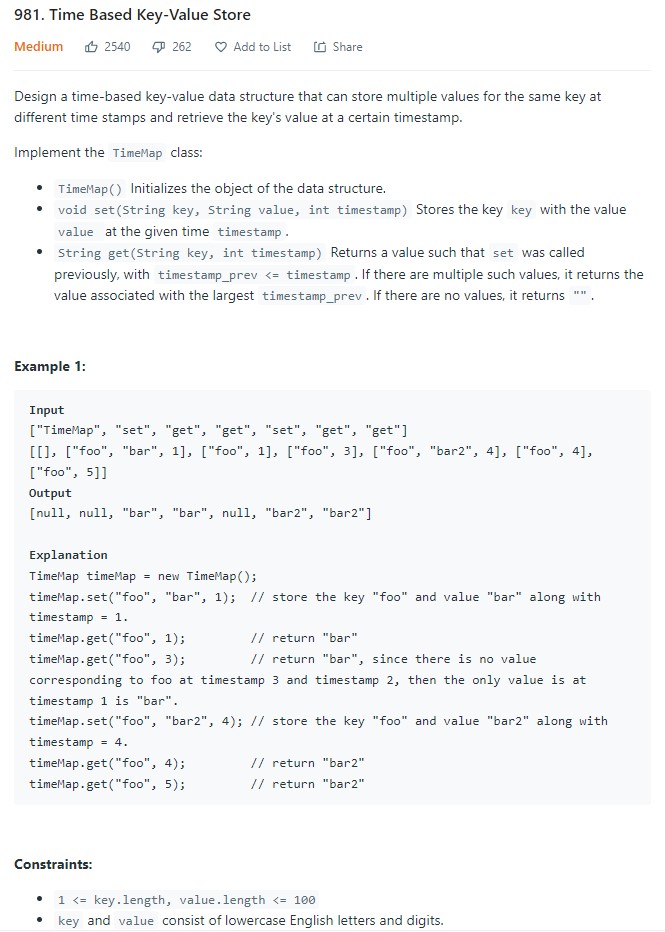 981. Time Based Key-Value Store
Medium 2540 262 Add to List Share
Design a time-based key-value data structure that can store multiple values for the same key at
different time stamps and retrieve the key's value at a certain timestamp.
Implement the TimeMap class:
• TimeMap() Initializes the object of the data structure.
• void set(String key, String value, int timestamp) Stores the key key with the value
value at the given time timestamp.
• String get(String key, int timestamp) Returns a value such that set was called
previously, with timestamp_prev <= timestamp. If there are multiple such values, it returns the
value associated with the largest timestamp_prev. If there are no values, it returns "".
Example 1:
Input
["TimeMap", "set", "get", "get", "set", "get", "get"]
[[], ["foo", "bar", 1], ["foo", 1], ["foo", 3], ["foo", "bar2", 4], ["foo", 4],
["foo", 5]]
Output
[null, null, "bar", "bar", null, "bar2", "bar2"]
Explanation
TimeMap timeMap = new TimeMap();
timeMap.set("foo", "bar", 1);  // store the key "foo" and value "bar" along with
timestamp = 1.
timeMap.get("foo", 1);         // return "bar"
timeMap.get("foo", 3);         // return "bar", since there is no value
corresponding to foo at timestamp 3 and timestamp 2, then the only value is at
timestamp 1 is "bar".
timeMap.set("foo", "bar2", 4); // store the key "foo" and value "bar2" along with
timestamp = 4.
timeMap.get("foo", 4);         // return "bar2"
timeMap.get("foo", 5);         // return "bar2"
Constraints:
• 1 <= key.length, value.length <= 100
• key and value consist of lowercase English letters and digits.